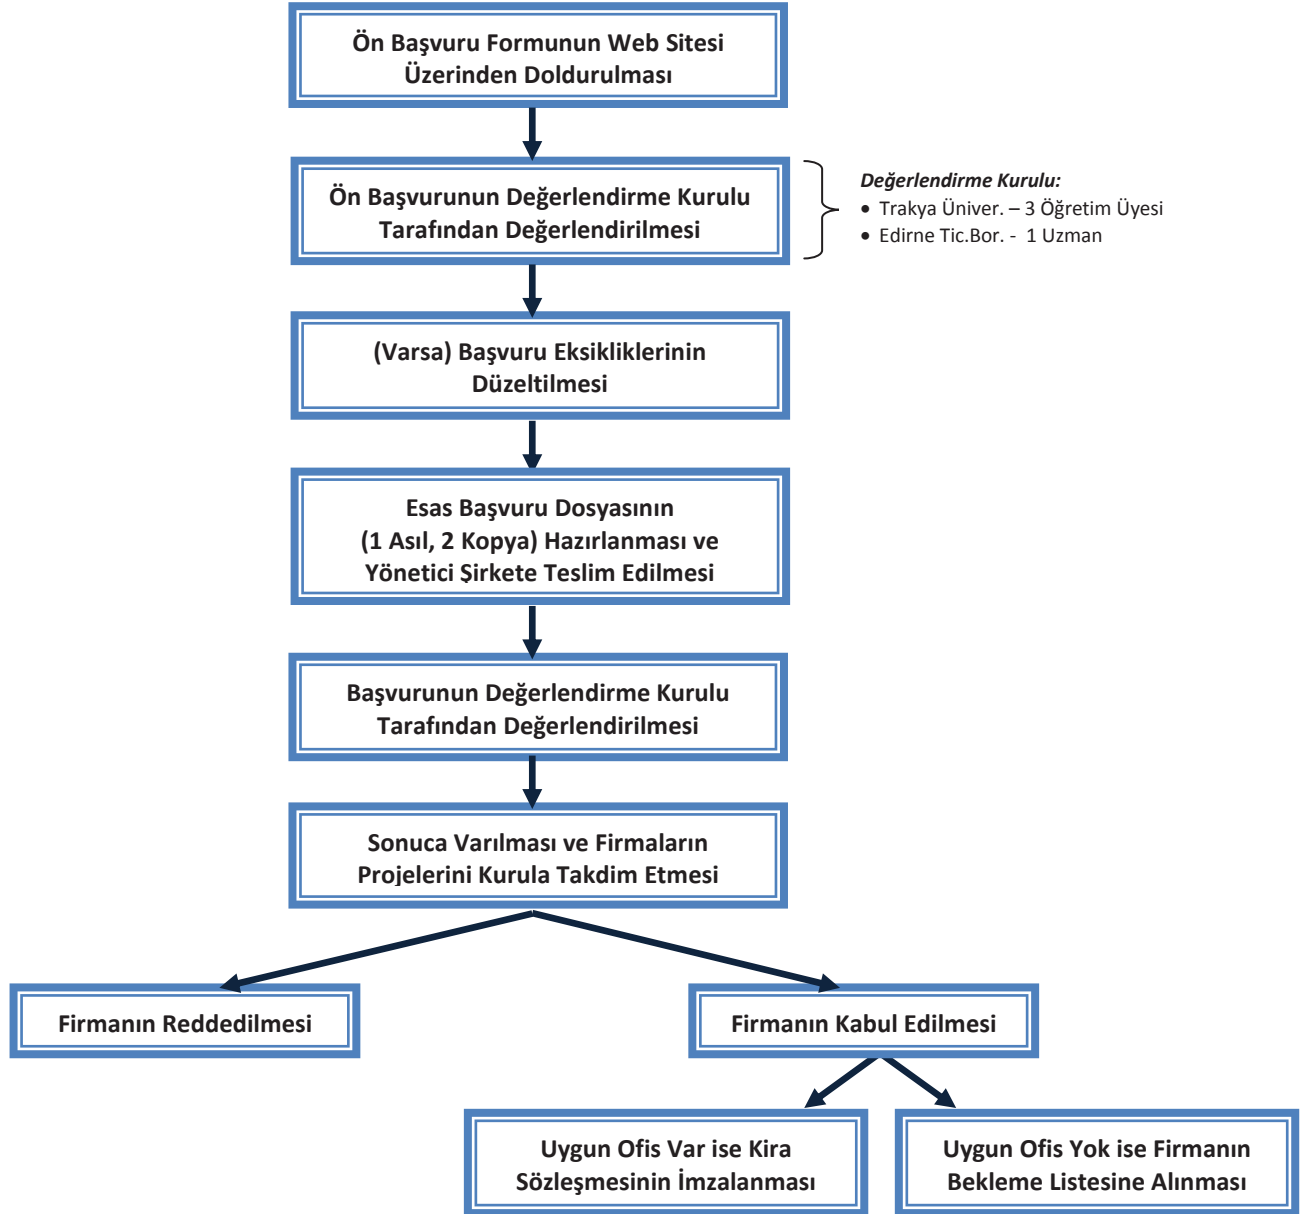 Ön Başvuru Formunun Web Sitesi
Üzerinden Doldurulması
Ön Başvurunun Değerlendirme Kurulu
Tarafından Değerlendirilmesi
Değerlendirme Kurulu:
• Trakya Üniver. – 3 Öğretim Üyesi
• Edirne Tic.Bor. - 1 Uzman
(Varsa) Başvuru Eksikliklerinin
Düzeltilmesi
Esas Başvuru Dosyasının
(1 Asıl, 2 Kopya) Hazırlanması ve
Yönetici Şirkete Teslim Edilmesi
Başvurunun Değerlendirme Kurulu
Tarafından Değerlendirilmesi
Sonuca Varılması ve Firmaların
Projelerini Kurula Takdim Etmesi
Firmanın Reddedilmesi
Firmanın Kabul Edilmesi
Uygun Ofis Var ise Kira
Sözleşmesinin İmzalanması
Uygun Ofis Yok ise Firmanın
Bekleme Listesine Alınması